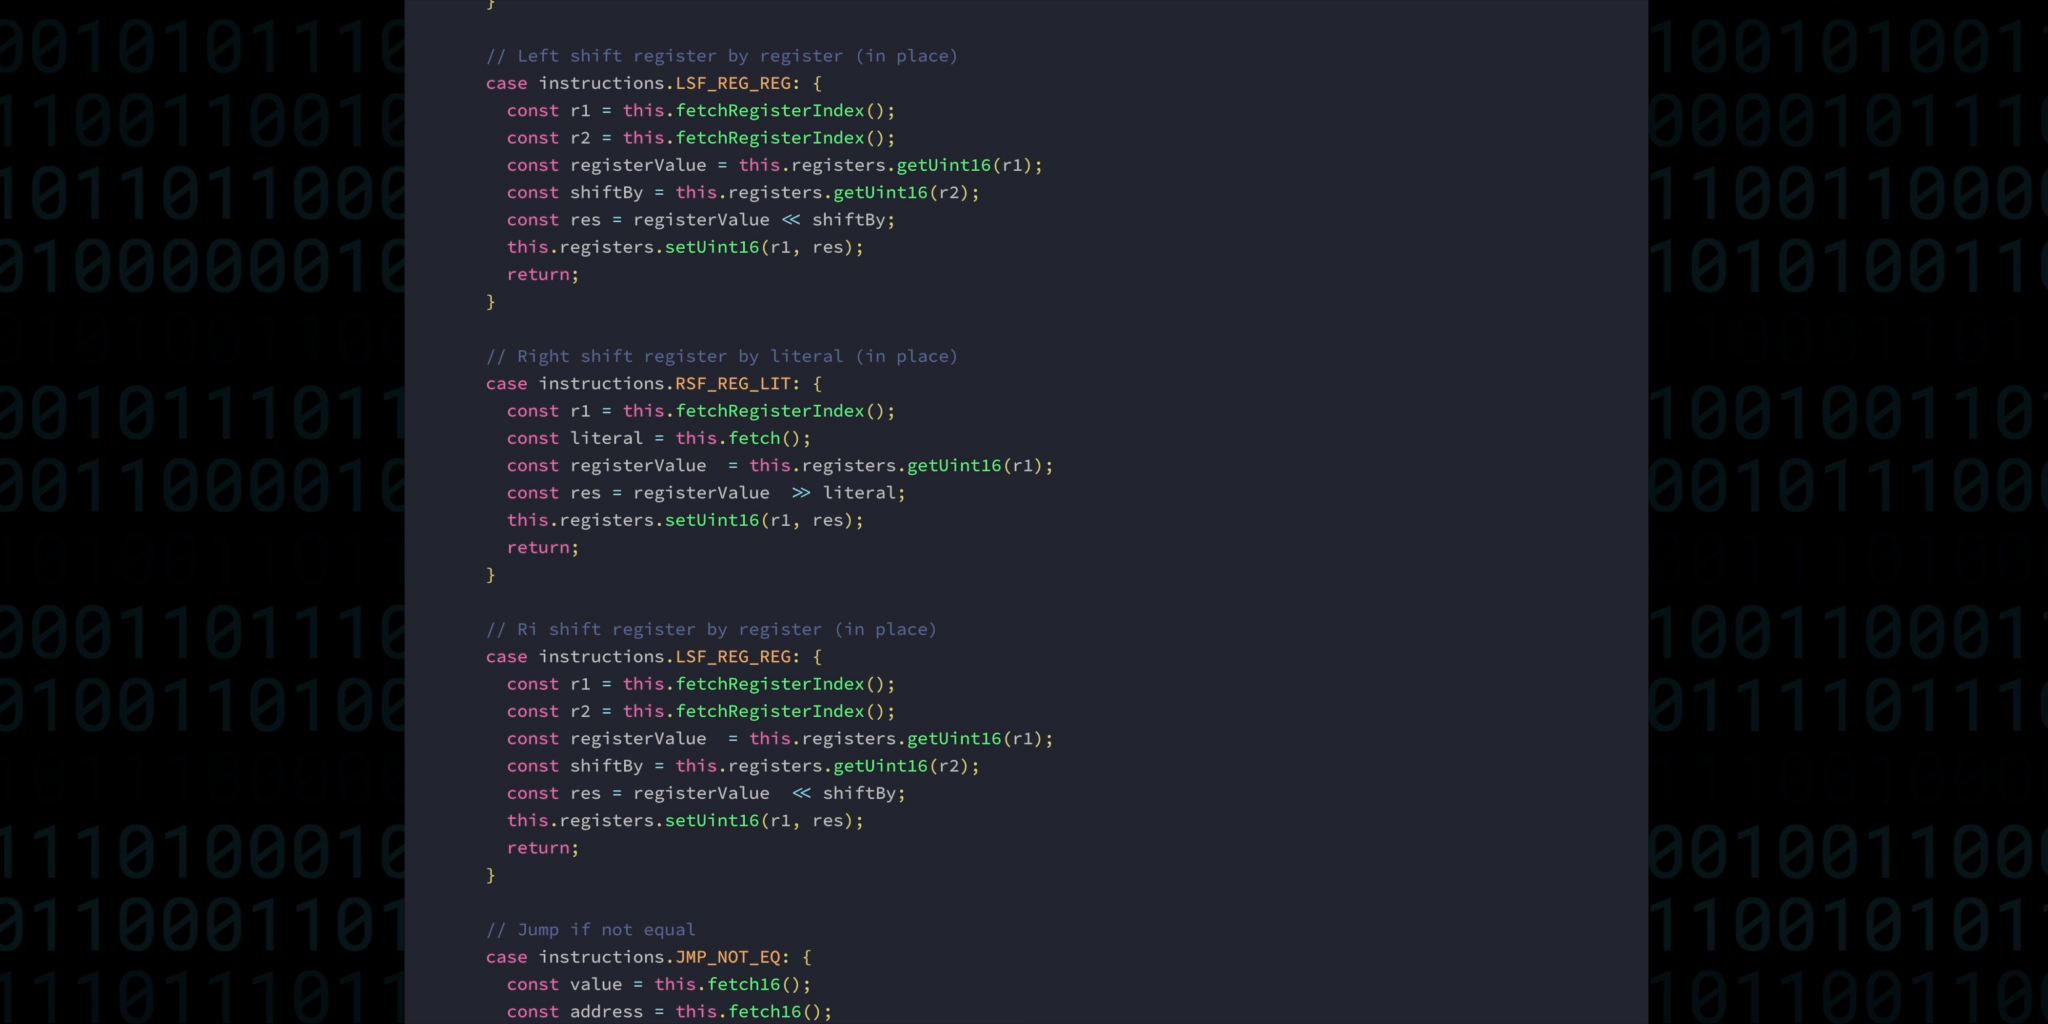 }
// Left shift register by register (in place)
case instructions.LSF_REG_REG: {
const r1 = this.fetchRegisterIndex();
const r2 = this.fetchRegisterIndex();
const registerValue = this.registers.getUint16(r1);
const shiftBy = this.registers.getUint16(r2);
const res = registerValue << shiftBy;
this.registers.setUint16(r1, res);
return;
}
// Right shift register by literal (in place)
case instructions.RSF_REG_LIT: {
const r1 = this.fetchRegisterIndex();
const literal = this.fetch();
const registerValue  = this.registers.getUint16(r1);
const res = registerValue  >> literal;
this.registers.setUint16(r1, res);
return;
}
// Ri shift register by register (in place)
case instructions.LSF_REG_REG: {
const r1 = this.fetchRegisterIndex();
const r2 = this.fetchRegisterIndex();
const registerValue  = this.registers.getUint16(r1);
const shiftBy = this.registers.getUint16(r2);
const res = registerValue  << shiftBy;
this.registers.setUint16(r1, res);
return;
}
// Jump if not equal
case instructions.JMP_NOT_EQ: {
const value = this.fetch16();
const address = this.fetch16();